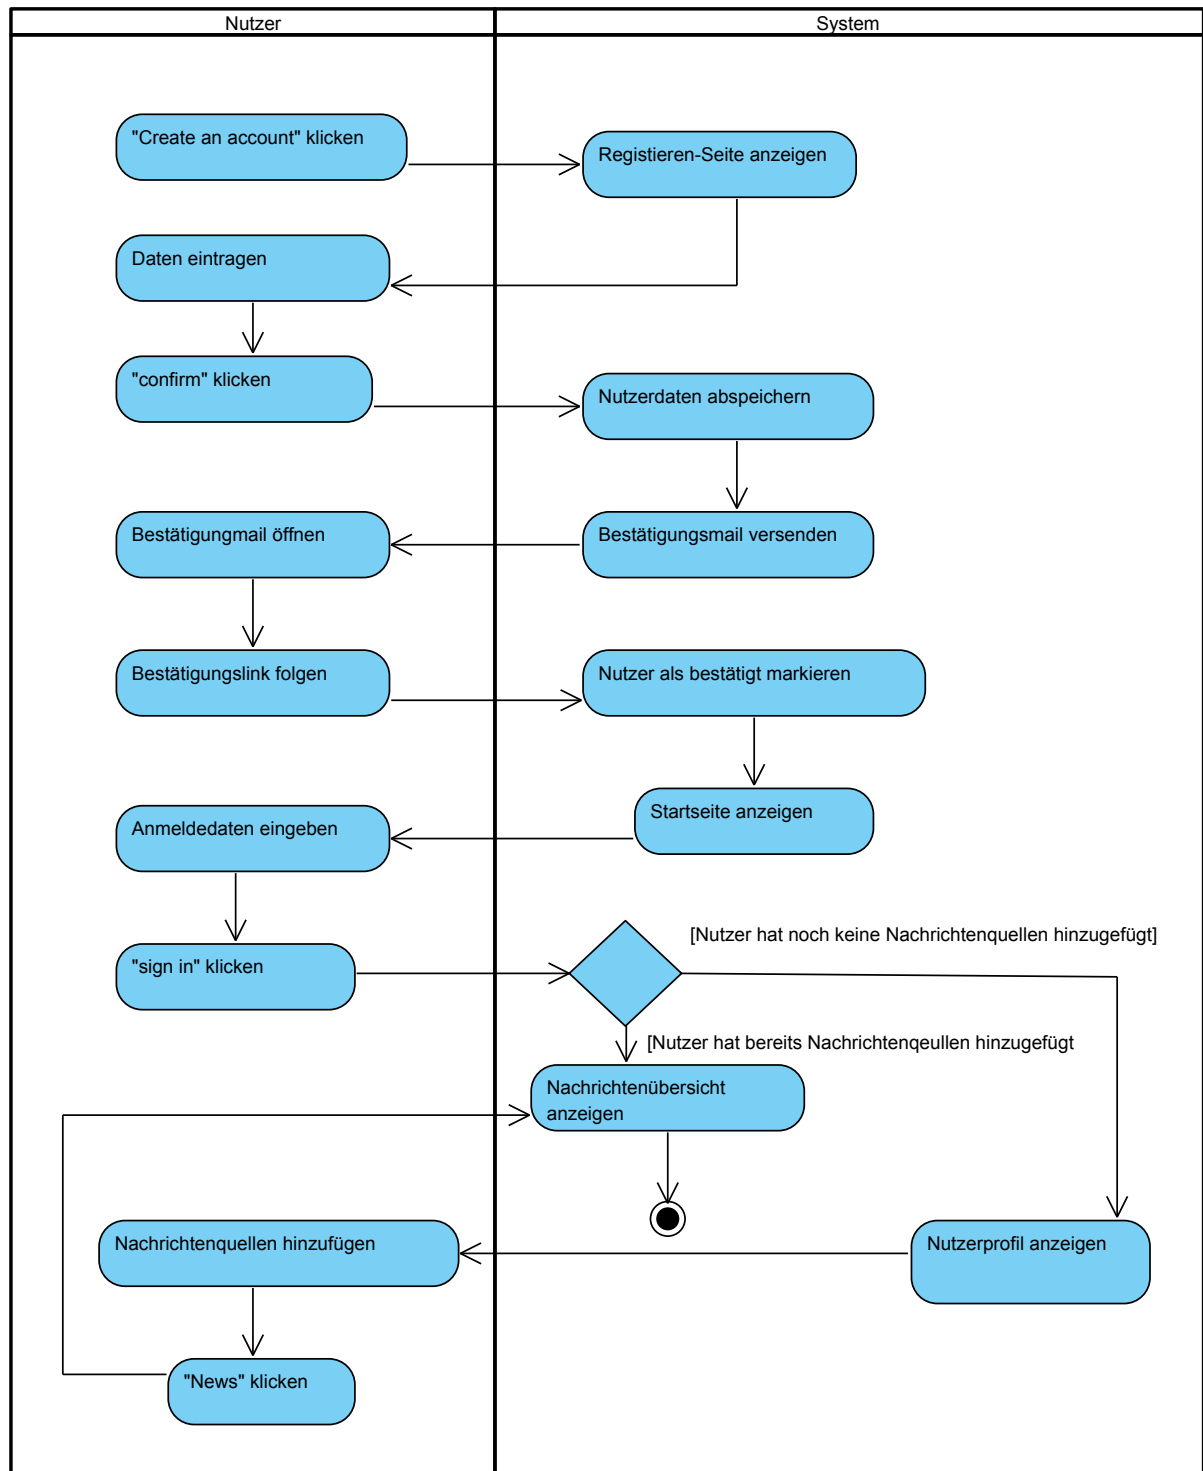 Nutzer
System
"Create an account" klicken
Registieren-Seite anzeigen
Daten eintragen
"confirm" klicken
Nutzerdaten abspeichern
Bestätigungmail öffnen
Bestätigungsmail versenden
Bestätigungslink folgen
Nutzer als bestätigt markieren
Startseite anzeigen
Anmeldedaten eingeben
[Nutzer hat noch keine Nachrichtenquellen hinzugefügt]
"sign in" klicken
[Nutzer hat bereits Nachrichtenqeullen hinzugefügt
Nachrichtenübersicht
anzeigen
Nachrichtenquellen hinzufügen
Nutzerprofil anzeigen
"News" klicken